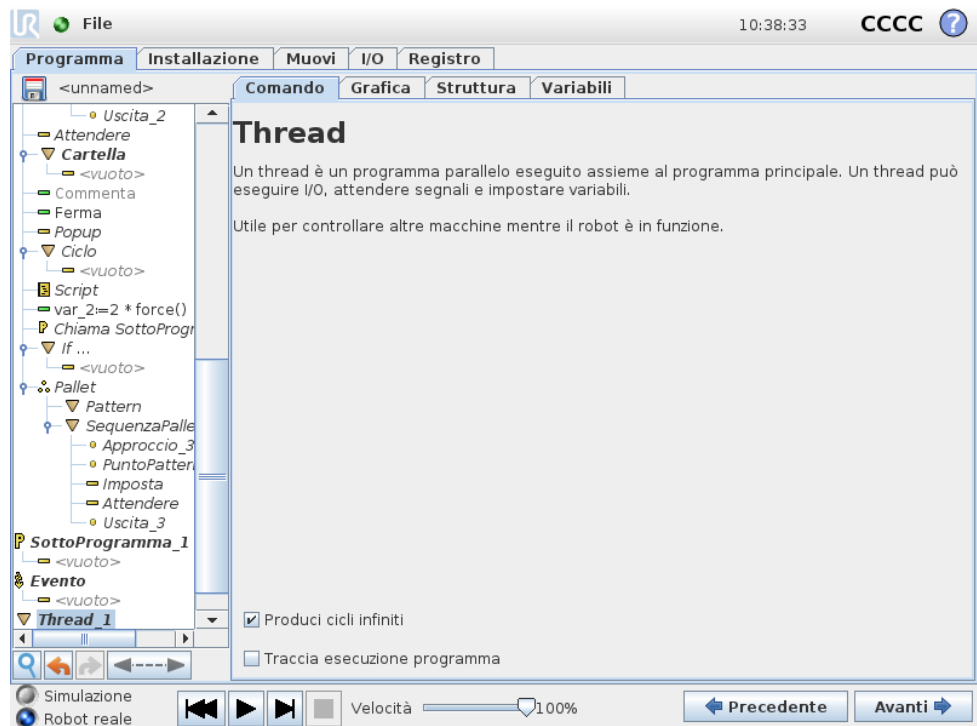 UR File 10:38:33 CCCC ?
Programma Installazione Muovi I/O Registro
<unnamed> Comando Grafica Struttura Variabili
Uscita_2
Attendere
Cartella
<vuoto>
Commenta
Ferma
Popup
Ciclo
<vuoto>
Script
var_2:=2 * force()
Chiama SottoProgr
If ...
<vuoto>
Pallet
Pattern
SequenzaPalle
Approccio_3
PuntoPatter
Imposta
Attendere
Uscita_3
P SottoProgramma_1
<vuoto>
Evento
<vuoto>
Thread_1
Thread
Un thread è un programma parallelo eseguito assieme al programma principale. Un thread può
eseguire I/O, attendere segnali e impostare variabili.
Utile per controllare altre macchine mentre il robot è in funzione.
Produci cicli infiniti
Traccia esecuzione programma
Simulazione
Robot reale
Velocità 100%
Precedente Avanti